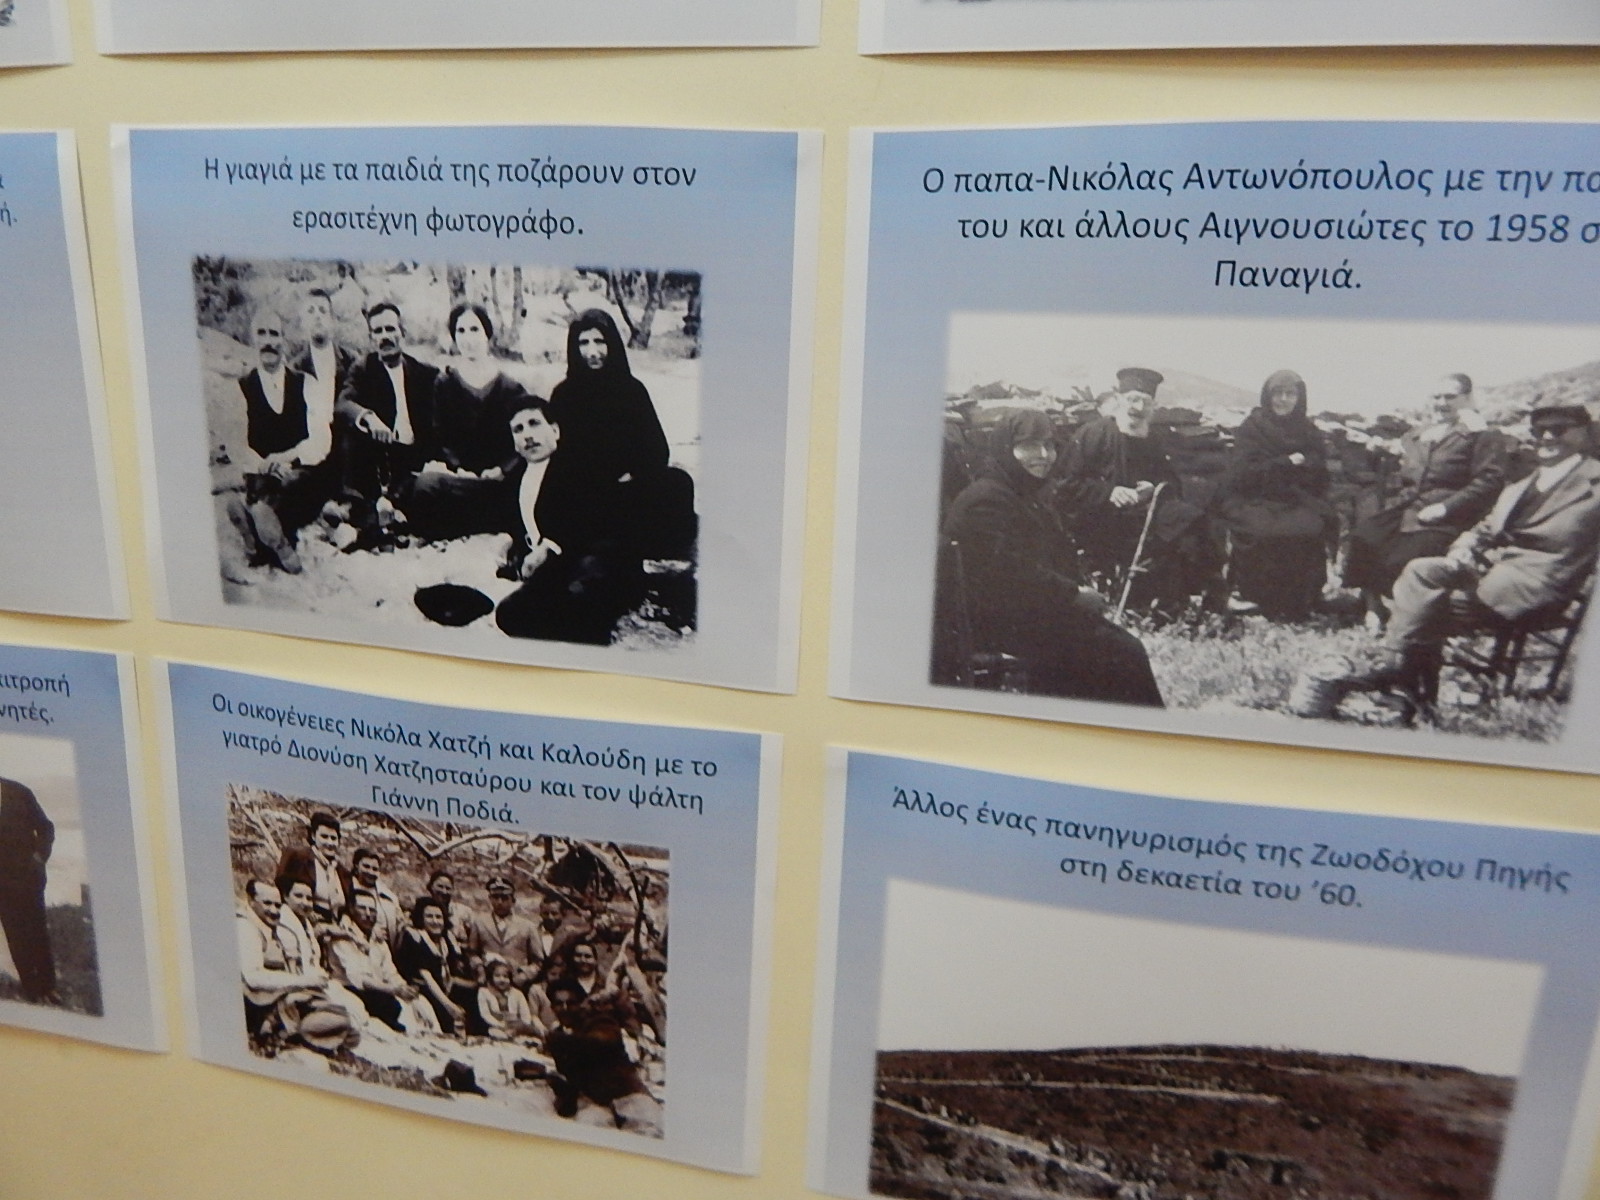 ή.
Η γιαγιά με τα παιδιά της ποζάρουν στον
ερασιτέχνη φωτογράφο.
Ο παπα-Νικόλας Αντωνόπουλος με την
του και άλλους Αιγνουσιώτες το 1958
Παναγιά.
Οι οικογένειες Νικόλα Χατζή και Καλούδη με το
γιατρό Διονύση Χατζησταύρου και τον ψάλτη
Γιάννη Ποδιά.
Άλλος ένας πανηγυρισμός της Ζωοδόχου Πηγής
στη δεκαετία του ’60.